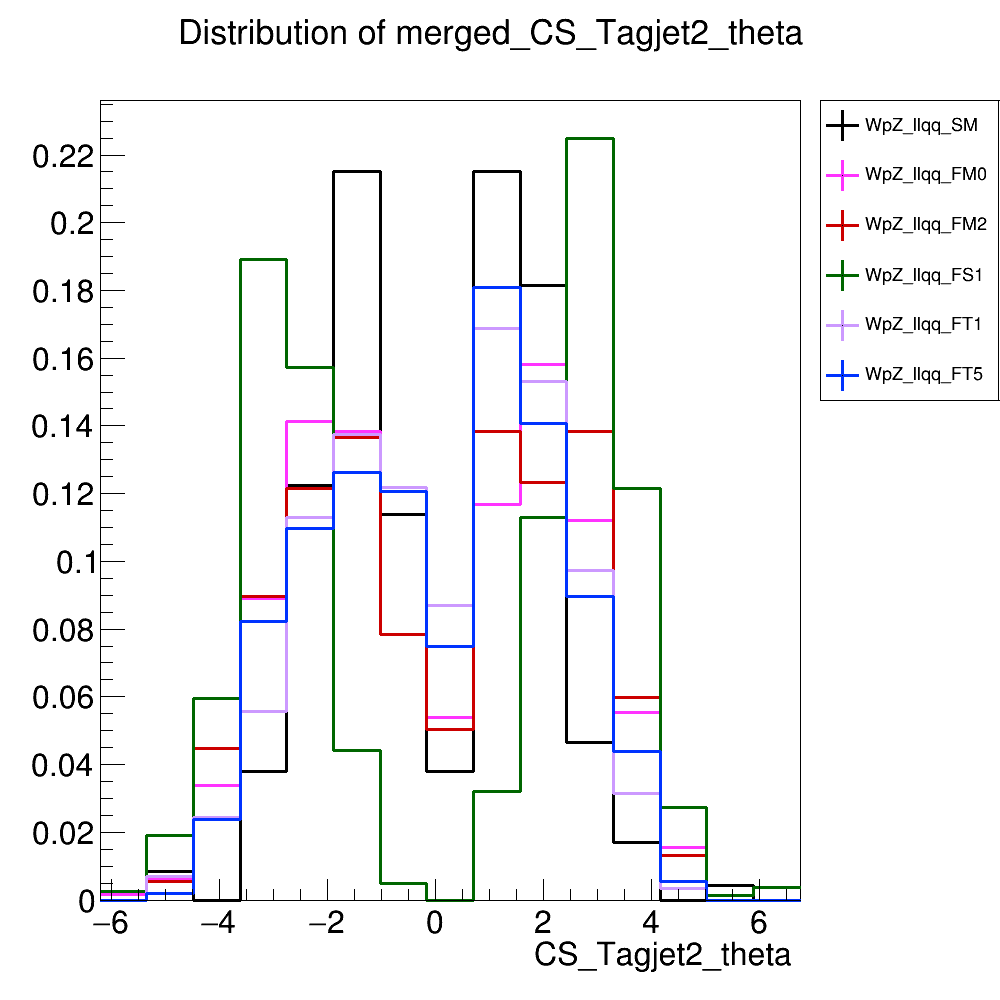 Distribution of merged_CS_Tagjet2_theta
WpZ_llqq_SM
WpZ_llqq_FM0
WpZ_llqq_FM2
WpZ_llqq_FS1
WpZ_llqq_FT1
WpZ_llqq_FT5
0.22
0.2
0.18
0.16
0.14
0.12
0.1
0.08
0.06
0.04
0.02
0
−6 −4 −2 0 2 4 6
CS_Tagjet2_theta